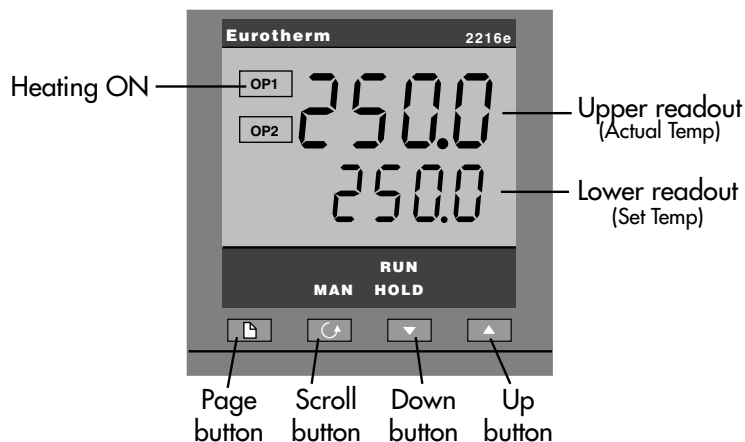 Eurotherm 2216e
Heating ON
OP1
250.0
Upper readout
(Actual Temp)
OP2
250.0
Lower readout
(Set Temp)
RUN
MAN HOLD
Page button
Scroll button
Down button
Up button